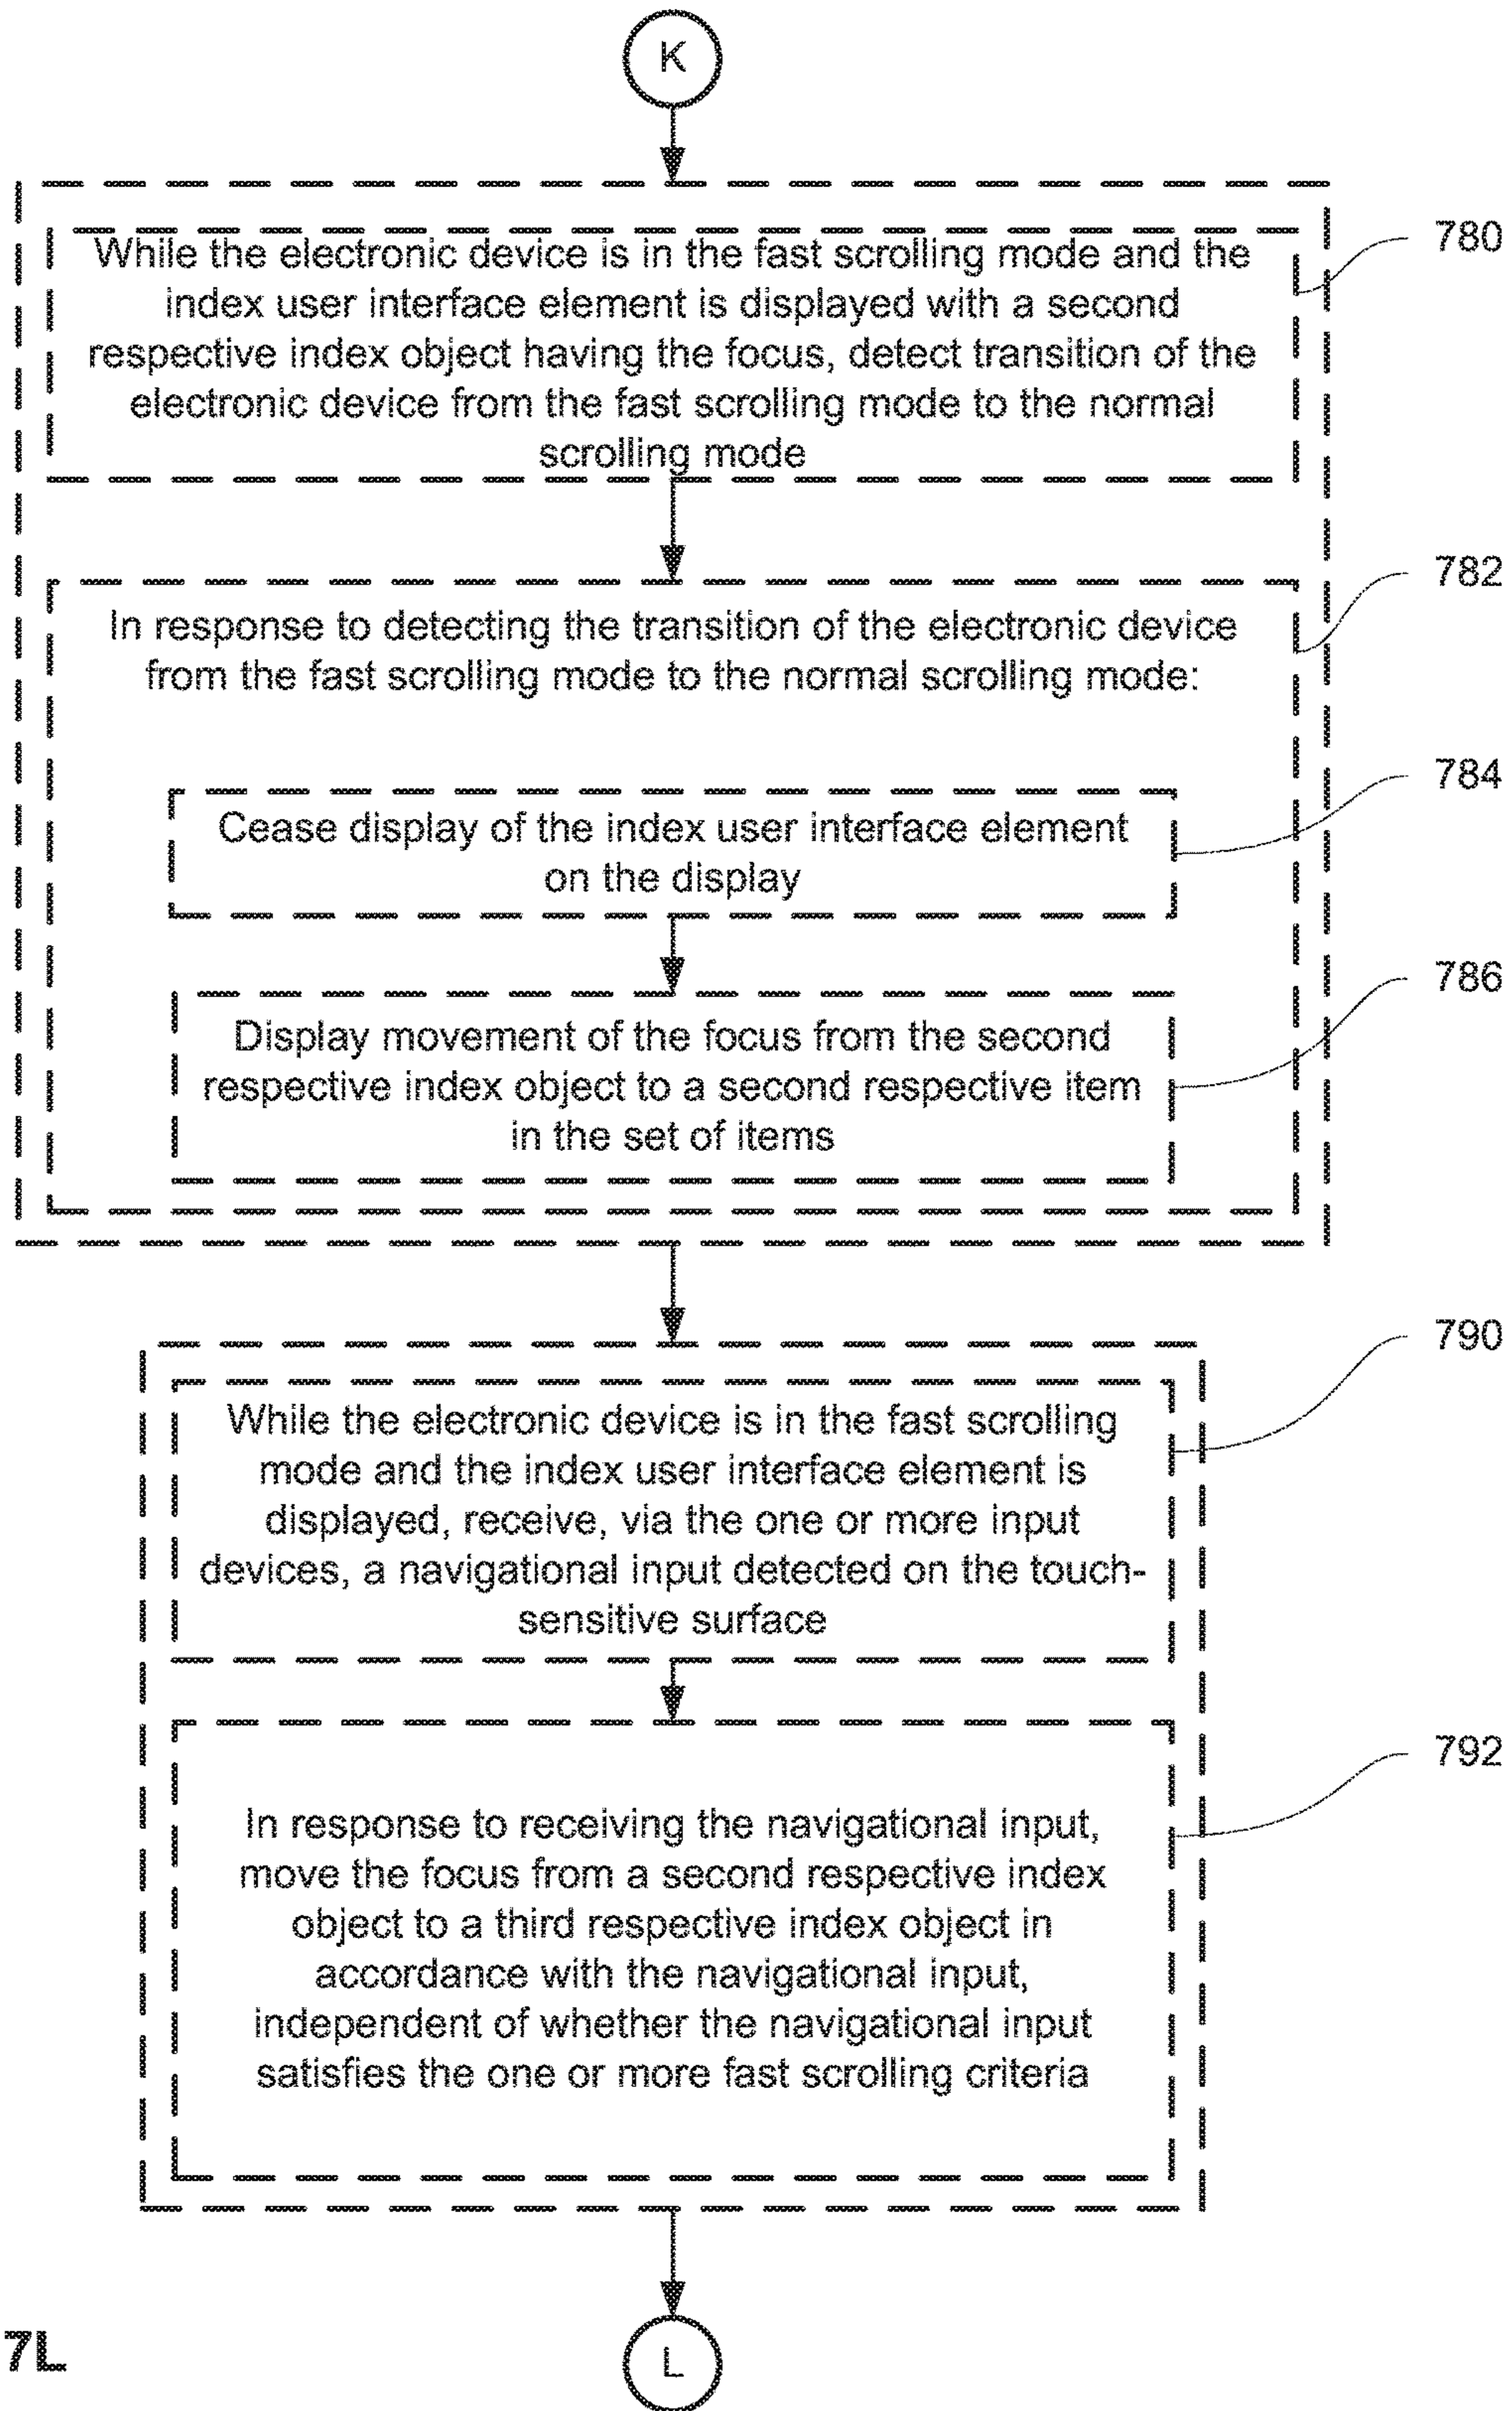 K
While the electronic device is in the fast scrolling mode and the
index user interface element is displayed with a second
respective index object having the focus, detect transition of the
electronic device from the fast scrolling mode to the normal
scrolling mode
780
In response to detecting the transition of the electronic device
from the fast scrolling mode to the normal scrolling mode:
782
Cease display of the index user interface element
on the display
784
Display movement of the focus from the second
respective index object to a second respective item
in the set of items
786
While the electronic device is in the fast scrolling
mode and the index user interface element is
displayed, receive, via the one or more input
devices, a navigational input detected on the touch-
sensitive surface
790
In response to receiving the navigational input,
move the focus from a second respective index
object to a third respective index object in
accordance with the navigational input,
independent of whether the navigational input
satisfies the one or more fast scrolling criteria
792
7L
L